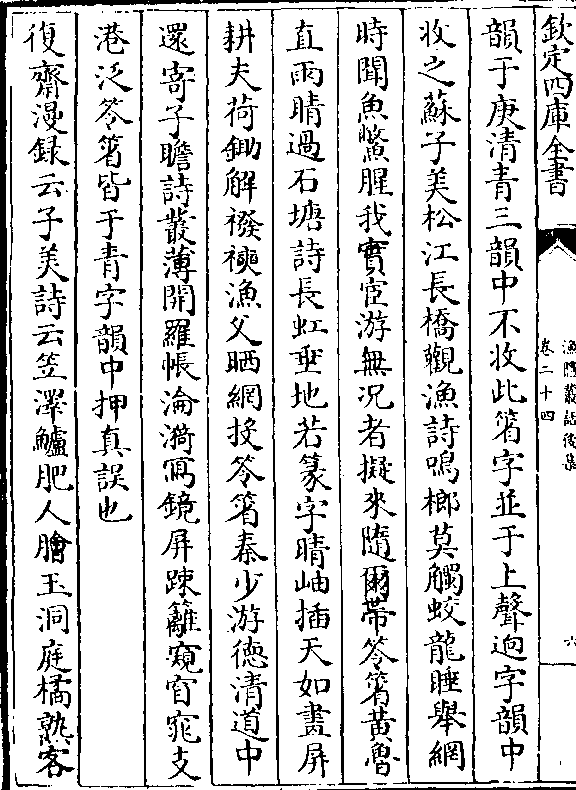 欽定四庫全書
漁隱叢話後集
卷二十四
六
韻于庚清青三韻中不收此箵字並于上聲迥字韻中
收之蘇子美松江長橋觀漁詩鳴榔莫觸蛟龍睡舉網
時聞魚鱉腥我實宦游無況者擬來隨爾帶笭箵黃魯
直雨晴過石塘詩長虹垂地若篆字晴岫插天如畫屏
耕夫荷鋤解襏襫漁父晒網投笭箵秦少游德清道中
還寄子瞻詩叢薄開羅帳淪漪寫鏡屏疎籬窺窅窕支
港泛笭箵皆于青字韻中押真誤也
復齋漫録云子美詩云笠澤鱸肥人膾玉洞庭橘熟客